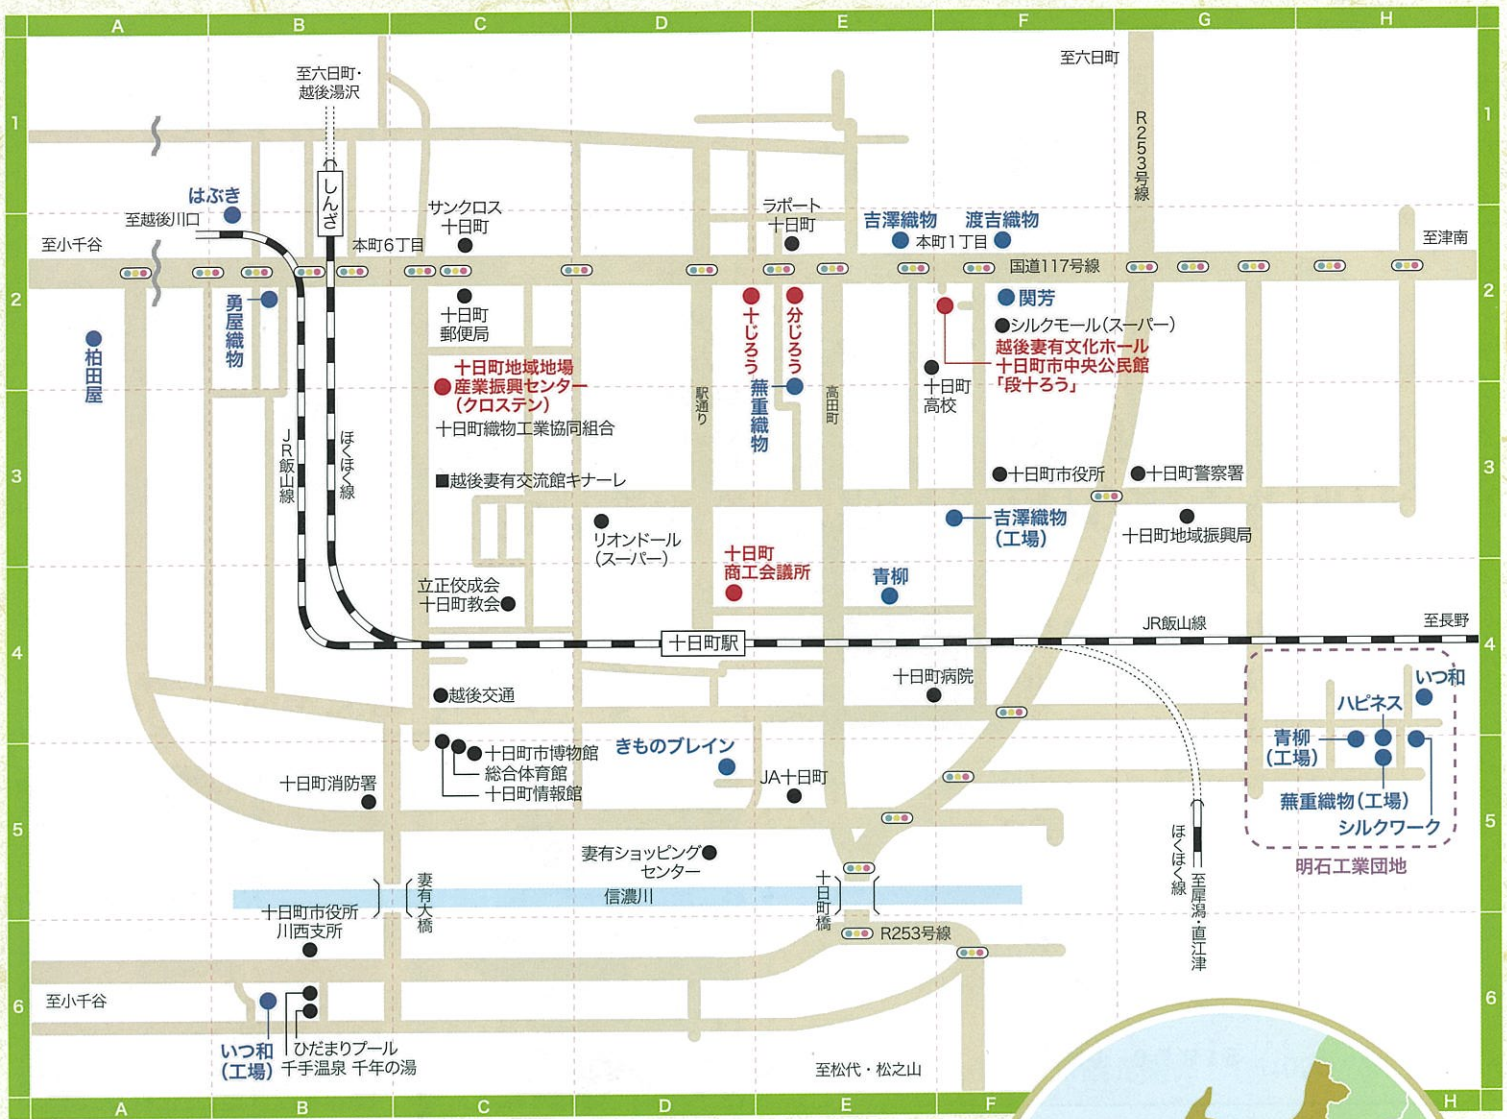 A
B
C
D
E
F
G
H
1
至六日町・
越後湯沢
至六日町
1
R253号線
しんざ
はぶき
至越後川口
サンクロス
十日町
ラポート
十日町
吉澤織物
渡吉織物
至小千谷
本町6丁目
本町1丁目
至津南
国道117号線
2
2
勇屋織物
十日町
郵便局
十じろう
分じろう
関芳
シルクモール(スーパー)
柏田屋
十日町地域地場
産業振興センター
(クロステン)
越後妻有文化ホール
十日町市中央公民館
「段十ろう」
十日町
高校
蕪重織物
駅通り
高田町
十日町織物工業協同組合
JR飯山線
ほくほく線
3
越後妻有交流館キナーレ
十日町市役所
十日町警察署
3
リオンドール
(スーパー)
吉澤織物
(工場)
十日町地域振興局
十日町
商工会議所
青柳
立正佼成会
十日町教会
十日町駅
JR飯山線
至長野
4
4
越後交通
十日町病院
いつ和
ハピネス
青柳
(工場)
きものブレイン
十日町市博物館
総合体育館
十日町情報館
十日町消防署
JA十日町
蕪重織物(工場)
シルクワーク
5
5
明石工業団地
妻有ショッピング
センター
ほくほく線
至犀潟・直江津
妻有大橋
信濃川
十日町橋
十日町市役所
川西支所
R253号線
6
至小千谷
6
いつ和
(工場)
ひだまりプール
千手温泉 千年の湯
至松代・松之山
A
B
C
D
E
F
H